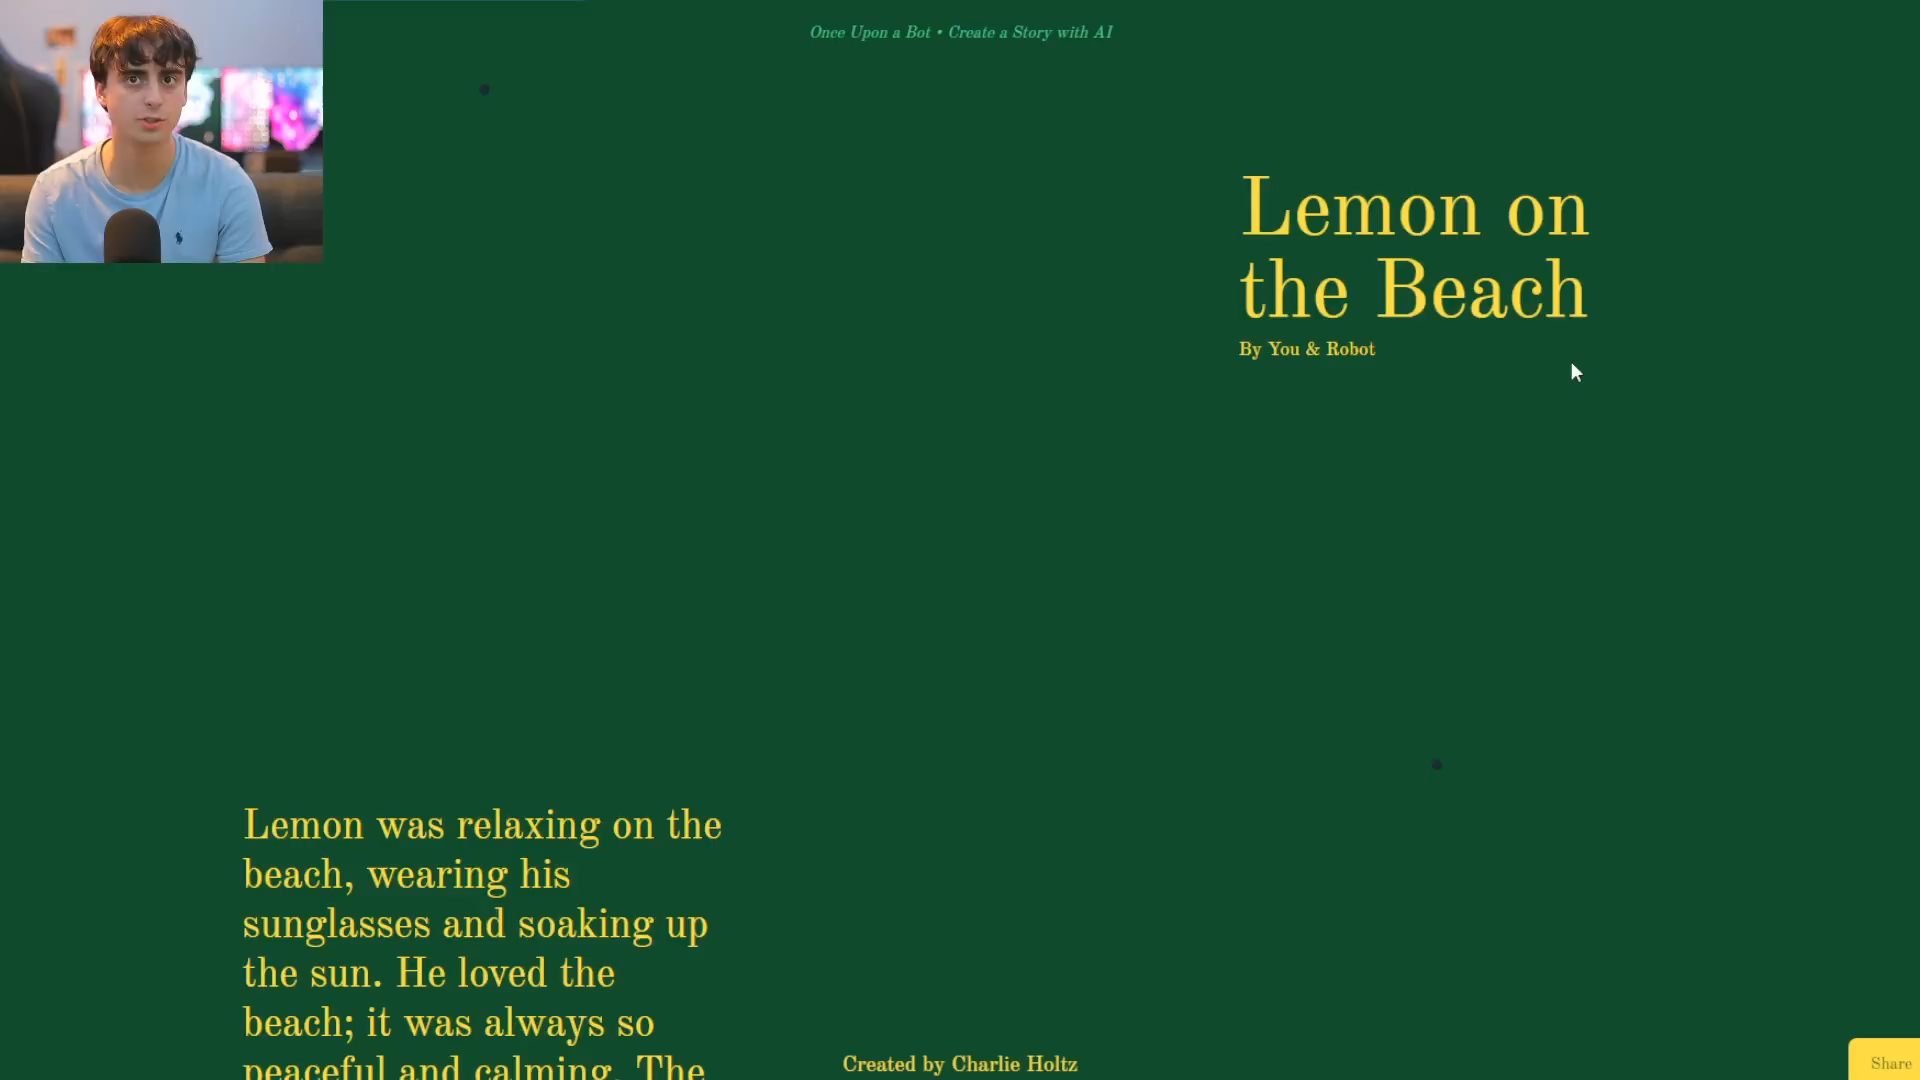 Once Upon a Bot • Create a Story with AI
Lemon on
the Beach
By You & Robot
Lemon was relaxing on the
beach, wearing his
sunglasses and soaking up
the sun. He loved the
beach; it was always so
peaceful and calming. The
Created by Charlie Holtz
Share